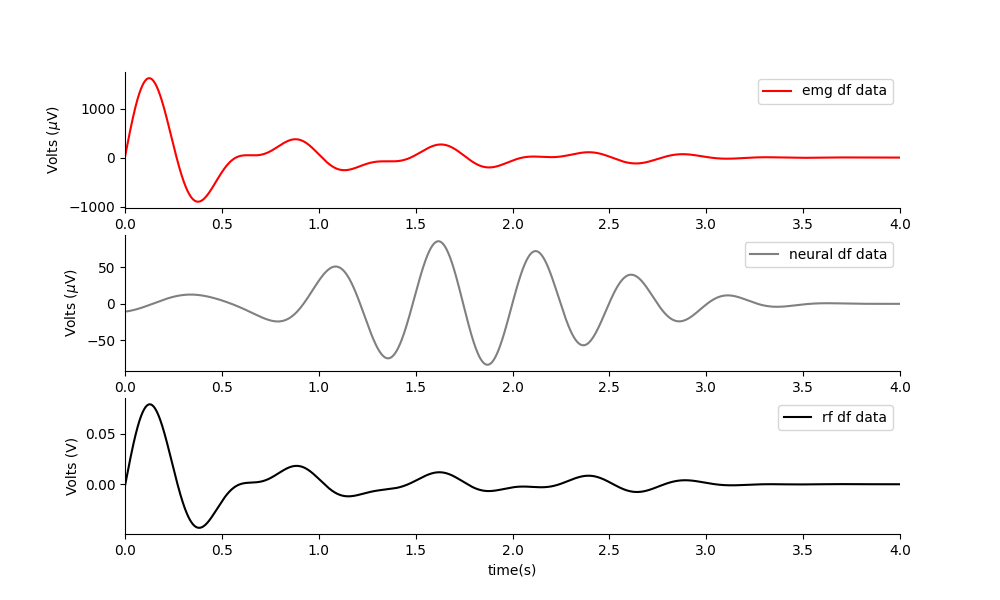 emg df data
Volts (μV)
1000
0
−1000
0.0 0.5 1.0 1.5 2.0 2.5 3.0 3.5 4.0
neural df data
Volts (μV)
50
0
−50
0.0 0.5 1.0 1.5 2.0 2.5 3.0 3.5 4.0
rf df data
Volts (V)
0.05
0.00
0.0 0.5 1.0 1.5 2.0 2.5 3.0 3.5 4.0
time(s)